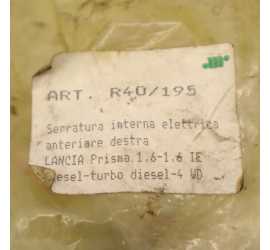 ART. R40/195
Serratura interna elettrica
anteriore destra
LANCIA Prisma 1.6-1.6 IE
diesel-turbo diesel-4 WD